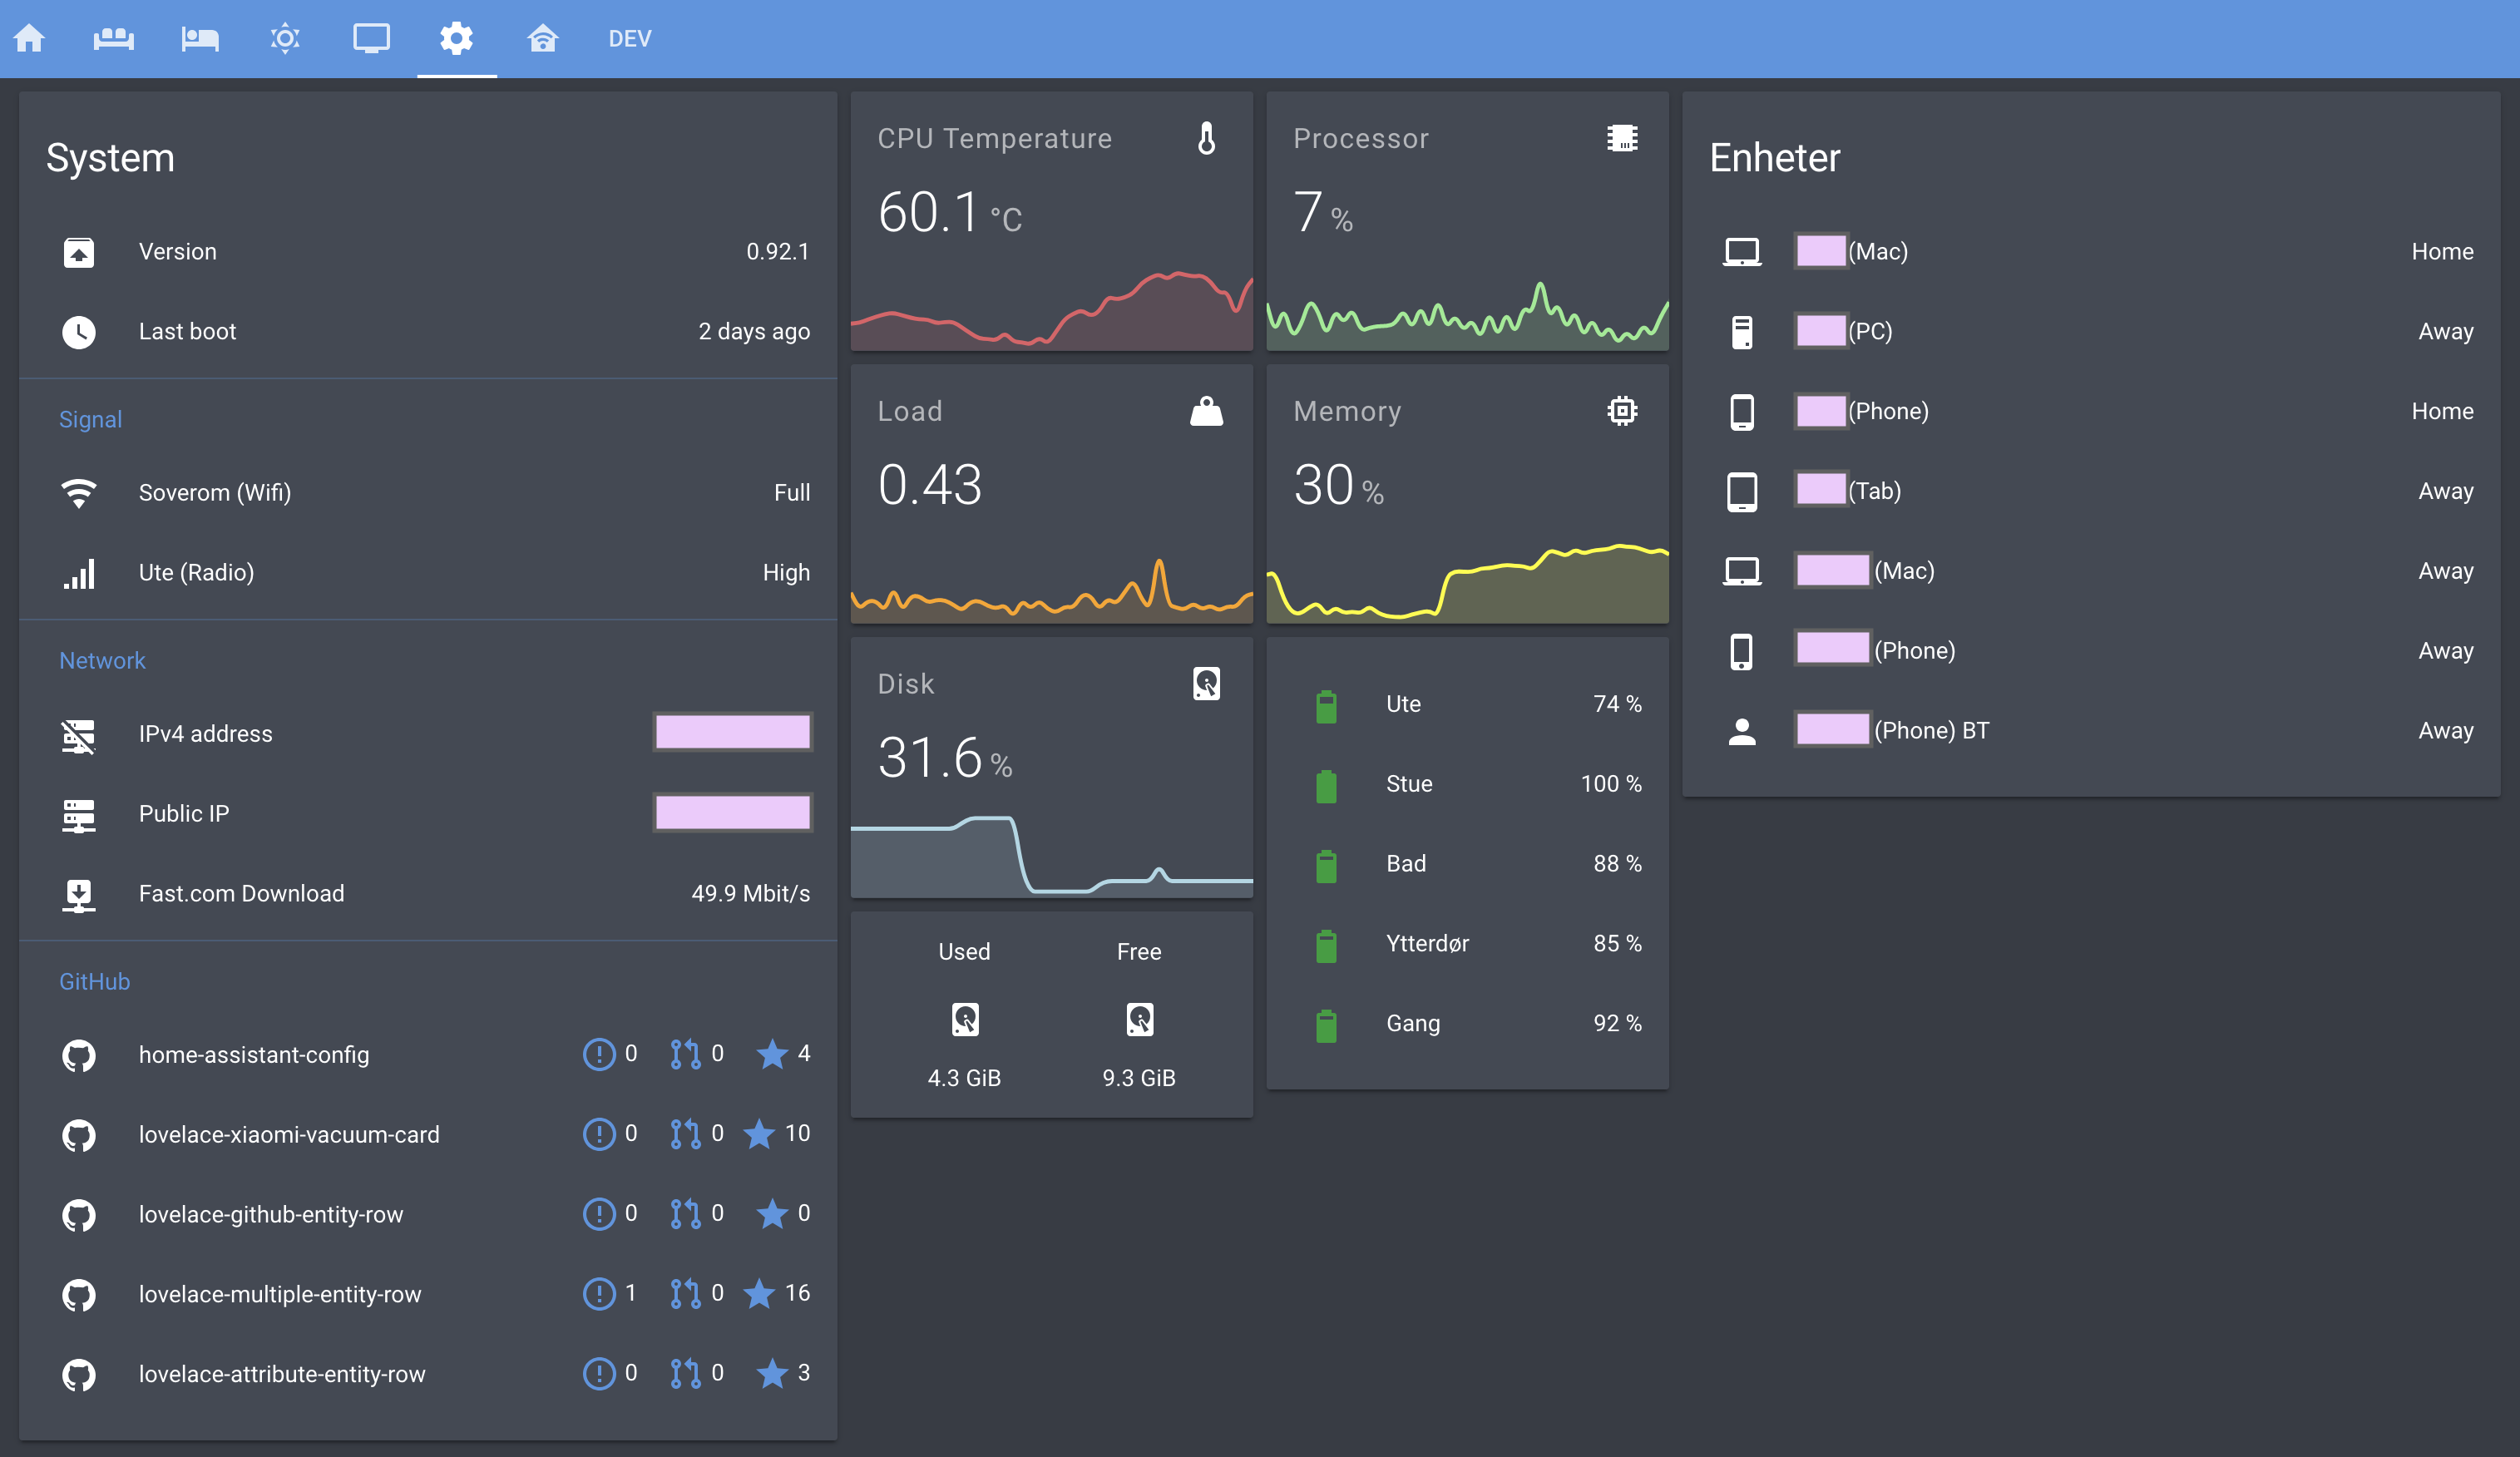 DEV
System
Version 0.92.1
Last boot 2 days ago
Signal
Soverom (Wifi) Full
Ute (Radio) High
Network
IPv4 address
Public IP
Fast.com Download 49.9 Mbit/s
GitHub
home-assistant-config 0 0 4
lovelace-xiaomi-vacuum-card 0 0 10
lovelace-github-entity-row 0 0 0
lovelace-multiple-entity-row 1 0 16
lovelace-attribute-entity-row 0 0 3
CPU Temperature
60.1 °C
Processor
7 %
Load
0.43
Memory
30 %
Disk
31.6 %
Used Free
4.3 GiB 9.3 GiB
Ute 74 %
Stue 100 %
Bad 88 %
Ytterdør 85 %
Gang 92 %
Enheter
(Mac) Home
(PC) Away
(Phone) Home
(Tab) Away
(Mac) Away
(Phone) Away
(Phone) BT Away